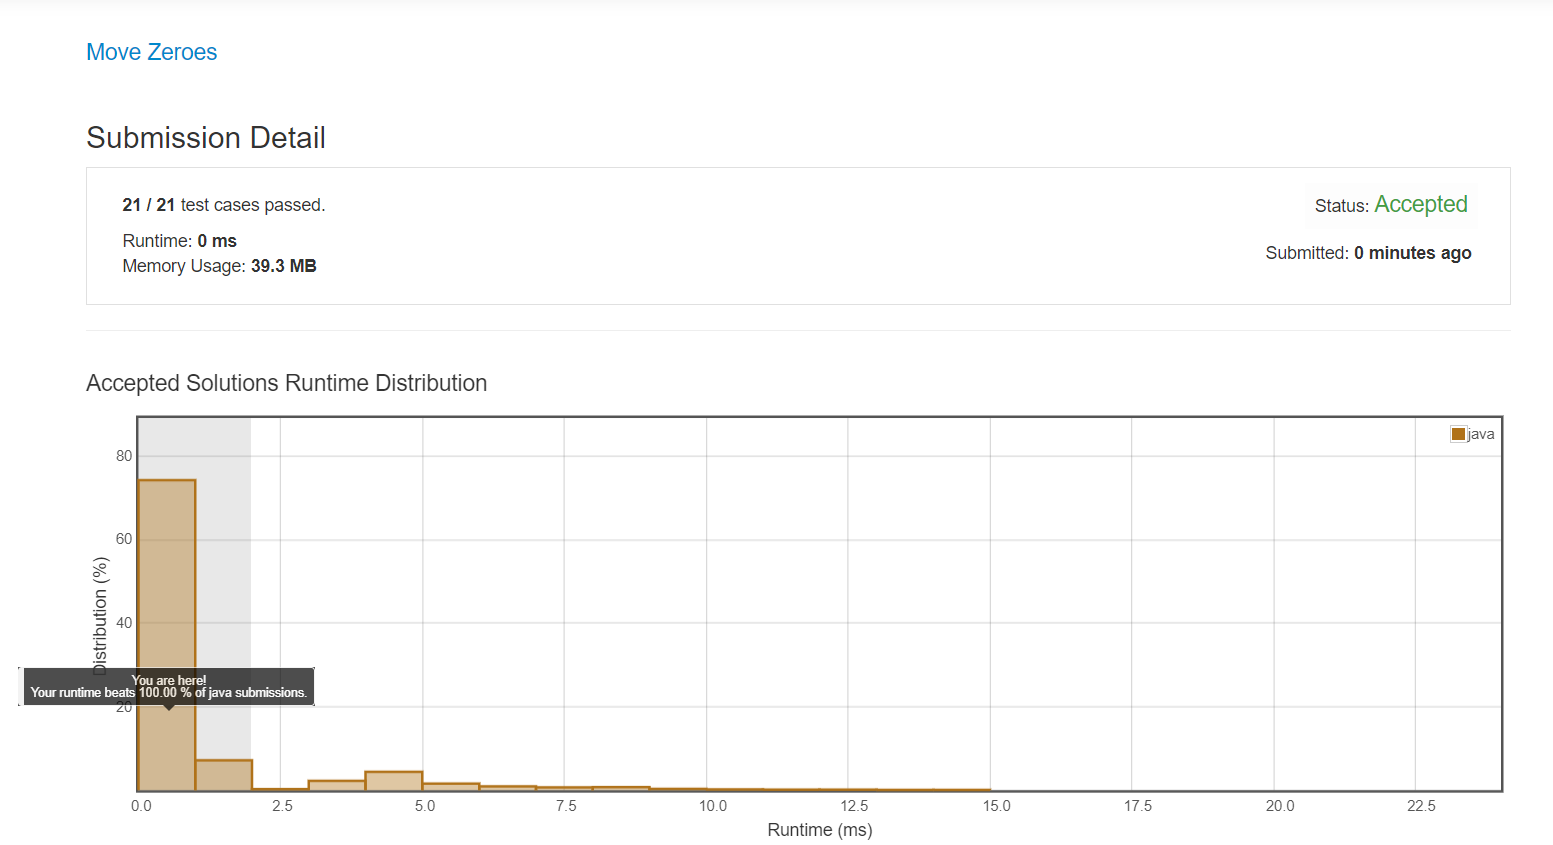 Move Zeroes
Submission Detail
21 / 21 test cases passed.
Status: Accepted
Runtime: 0 ms
Submitted: 0 minutes ago
Memory Usage: 39.3 MB
Accepted Solutions Runtime Distribution
java
80
60
40
20
Distribution (%)
You are here!
Your runtime beats 100.00 % of java submissions.
0.0 2.5 5.0 7.5 10.0 12.5 15.0 17.5 20.0 22.5
Runtime (ms)